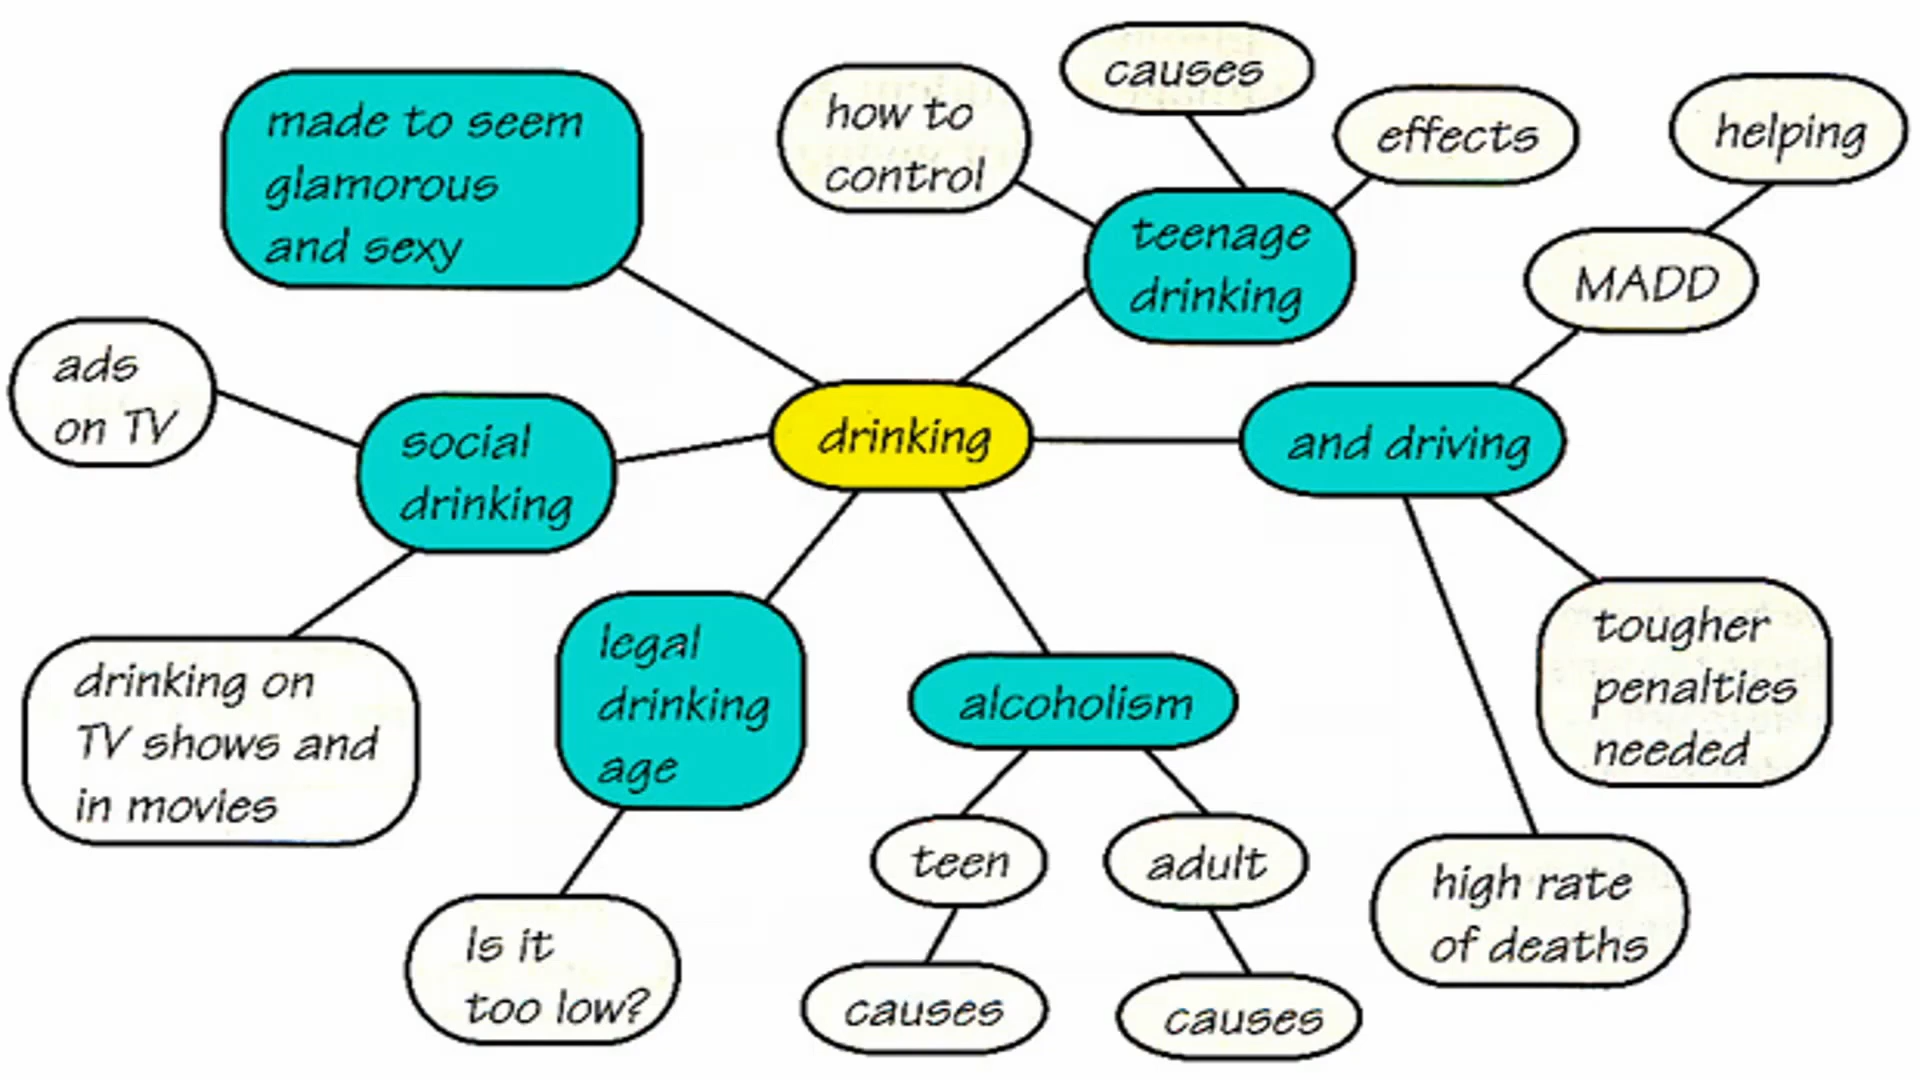 made to seem
glamorous
and sexy
how to
control
causes
effects
helping
teenage
drinking
MADD
ads
on TV
social
drinking
drinking
and driving
drinking on
TV shows and
in movies
legal
drinking
age
alcoholism
tougher
penalties
needed
teen
adult
high rate
of deaths
Is it
too low?
causes
causes